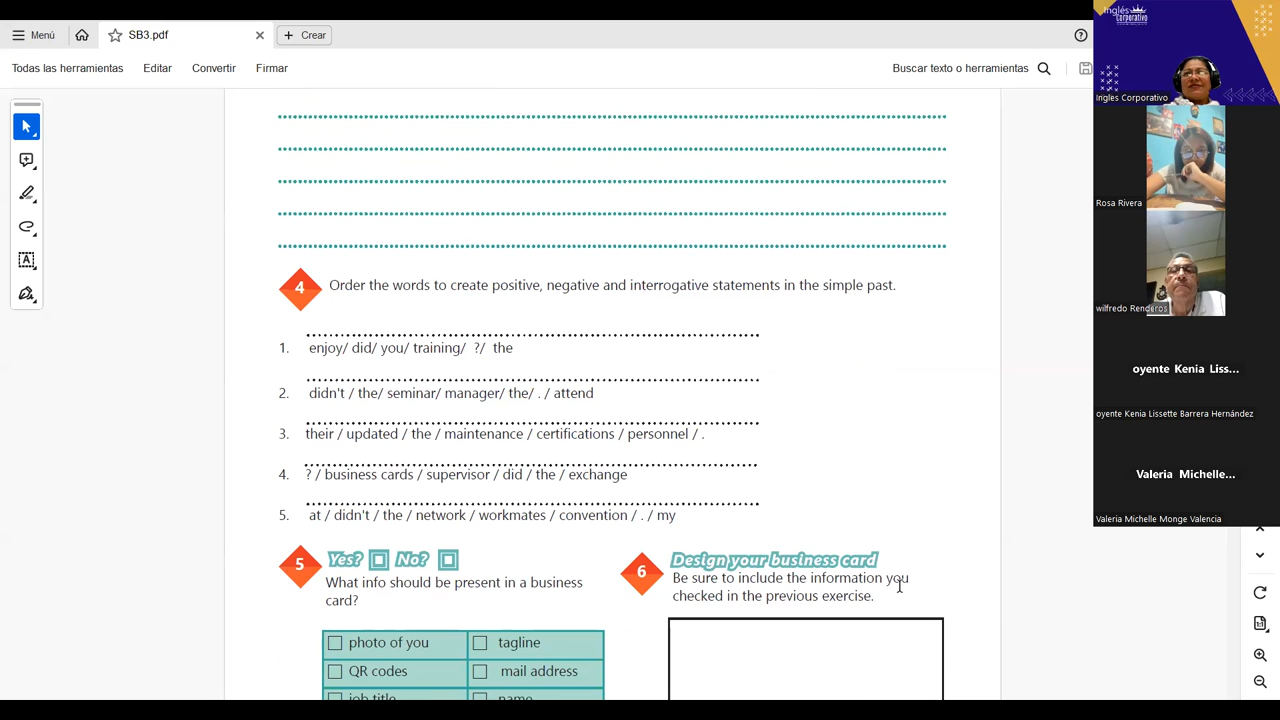 Menú
SB3.pdf
Crear
Todas las herramientas
Editar
Convertir
Firmar
Buscar texto o herramientas
4
Order the words to create positive, negative and interrogative statements in the simple past.
1. enjoy/ did/ you/ training/ ?/ the
2. didn't / the/ seminar/ manager/ the/ . / attend
3. their / updated / the / maintenance / certifications / personnel / .
4. ? / business cards / supervisor / did / the / exchange
5. at / didn't / the / network / workmates / convention / . / my
5
Yes? No?
What info should be present in a business
card?
photo of you
tagline
QR codes
mail address
job title
name
6
Design your business card
Be sure to include the information you
checked in the previous exercise.
Inglés
Corporativo
Ingles Corporativo
Rosa Rivera
wilfredo Renderos
oyente Kenia Liss...
oyente Kenia Lissette Barrera Hernández
Valeria Michelle...
Valeria Michelle Monge Valencia